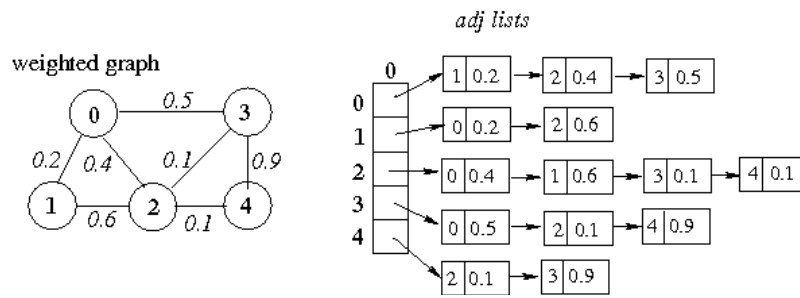 adj lists
weighted graph
0
0 0.5 3
1 0.2 2 0.4 3 0.5
0
0.2 0.4 0.1 0.9
1 0 0.2 2 0.6
1 0.6 2 0.1 4
2 0 0.4 1 0.6 3 0.1 4 0.1
3 0 0.5 2 0.1 4 0.9
4 2 0.1 3 0.9